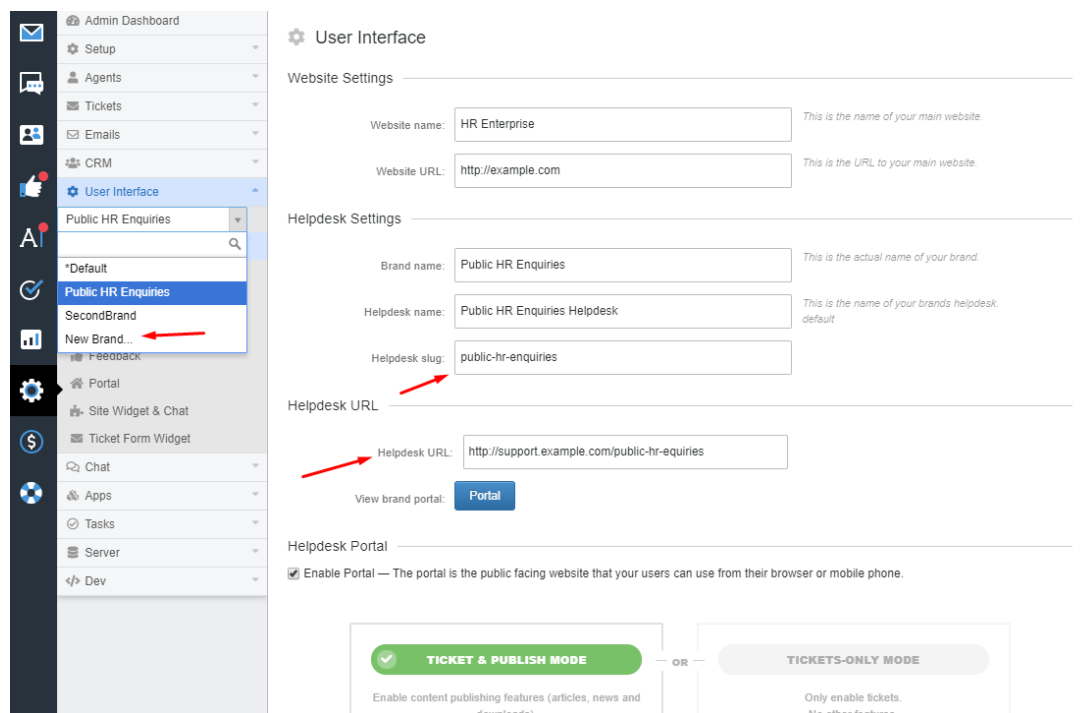 Admin Dashboard
Setup
Agents
Tickets
Emails
CRM
User Interface
Public HR Enquiries
*Default
Public HR Enquiries
SecondBrand
New Brand...
Feedback
Portal
Site Widget & Chat
Ticket Form Widget
Chat
Apps
Tasks
Server
Dev
User Interface
Website Settings
Website name:
HR Enterprise
This is the name of your main website.
Website URL:
http://example.com
This is the URL to your main website.
Helpdesk Settings
Brand name:
Public HR Enquiries
This is the actual name of your brand.
Helpdesk name:
Public HR Enquiries Helpdesk
This is the name of your brands helpdesk.
default
Helpdesk slug:
public-hr-enquiries
Helpdesk URL
Helpdesk URL:
http://support.example.com/public-hr-equiries
View brand portal:
Portal
Helpdesk Portal
Enable Portal — The portal is the public facing website that your users can use from their browser or mobile phone.
TICKET & PUBLISH MODE
OR
TICKETS-ONLY MODE
Enable content publishing features (articles, news and
downloads)
Only enable tickets.
No other features